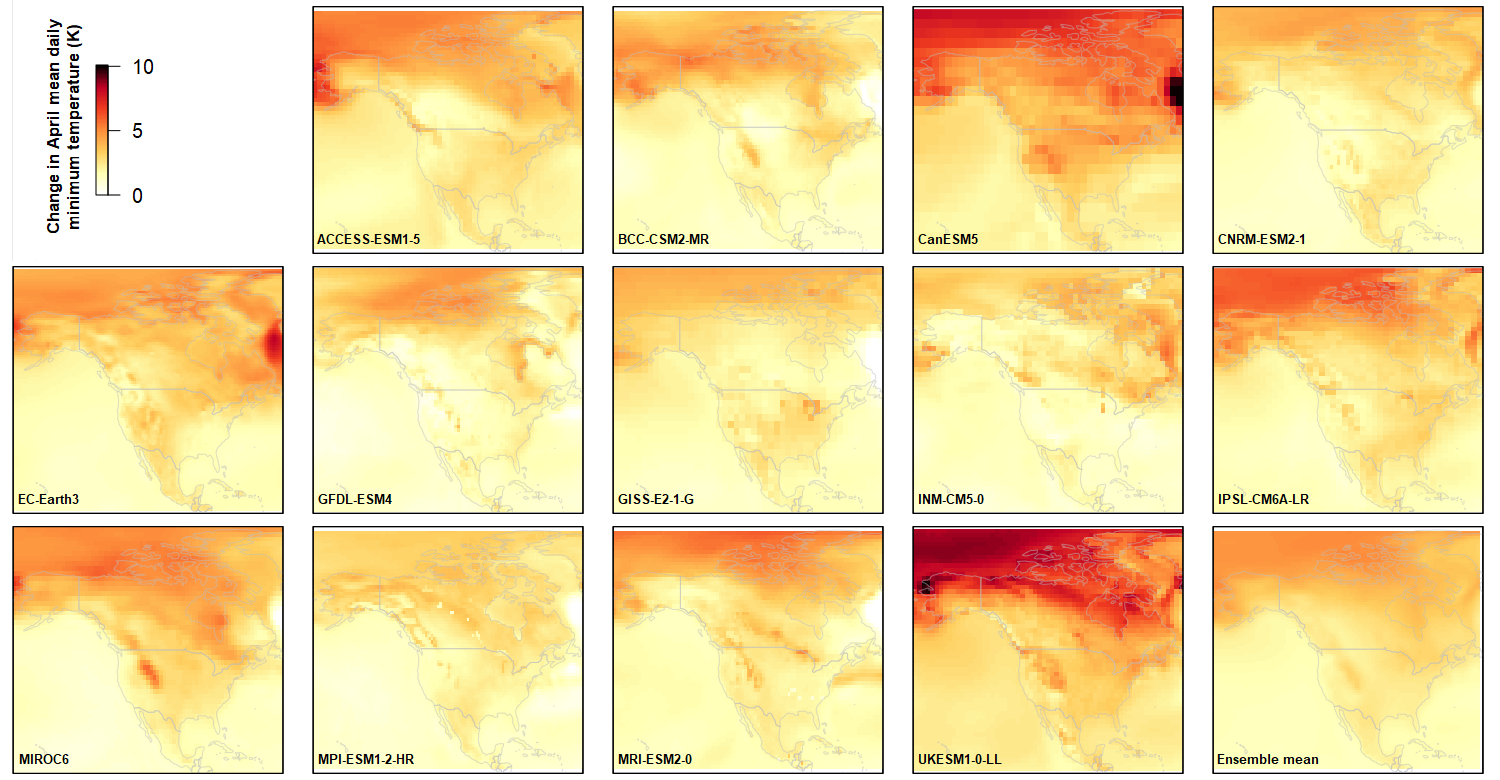 Change in April mean daily
minimum temperature (K)
10
5
0
ACCESS-ESM1-5
BCC-CSM2-MR
CanESM5
CNRM-ESM2-1
EC-Earth3
GFDL-ESM4
GISS-E2-1-G
INM-CM5-0
IPSL-CM6A-LR
MIROC6
MPI-ESM1-2-HR
MRI-ESM2-0
UKESM1-0-LL
Ensemble mean